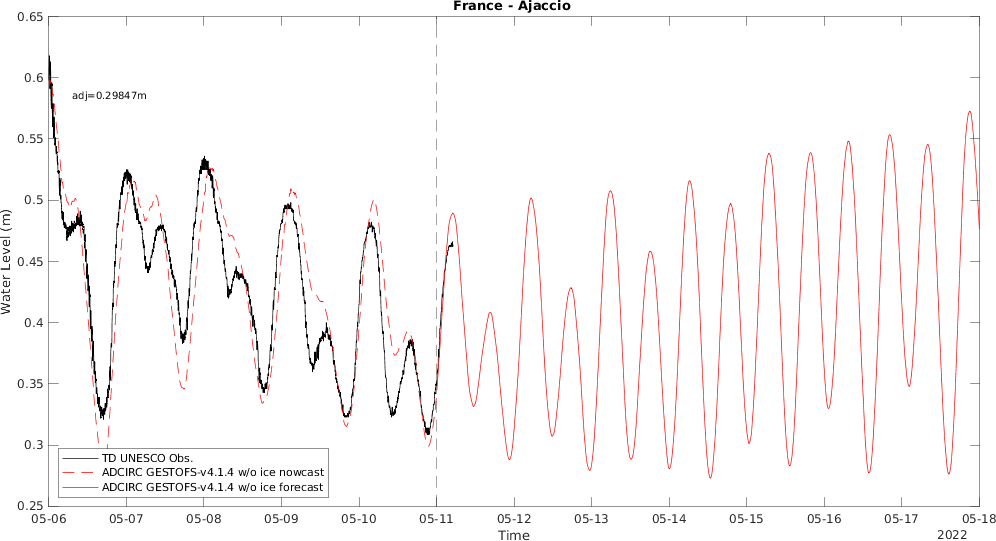 France - Ajaccio
0.65
0.6
0.55
0.5
0.45
0.4
0.35
0.3
0.25
Water Level (m)
adj=0.29847m
TD UNESCO Obs.
ADCIRC GESTOFS-v4.1.4 w/o ice nowcast
ADCIRC GESTOFS-v4.1.4 w/o ice forecast
05-06 05-07 05-08 05-09 05-10 05-11 05-12 05-13 05-14 05-15 05-16 05-17 05-18
Time
2022